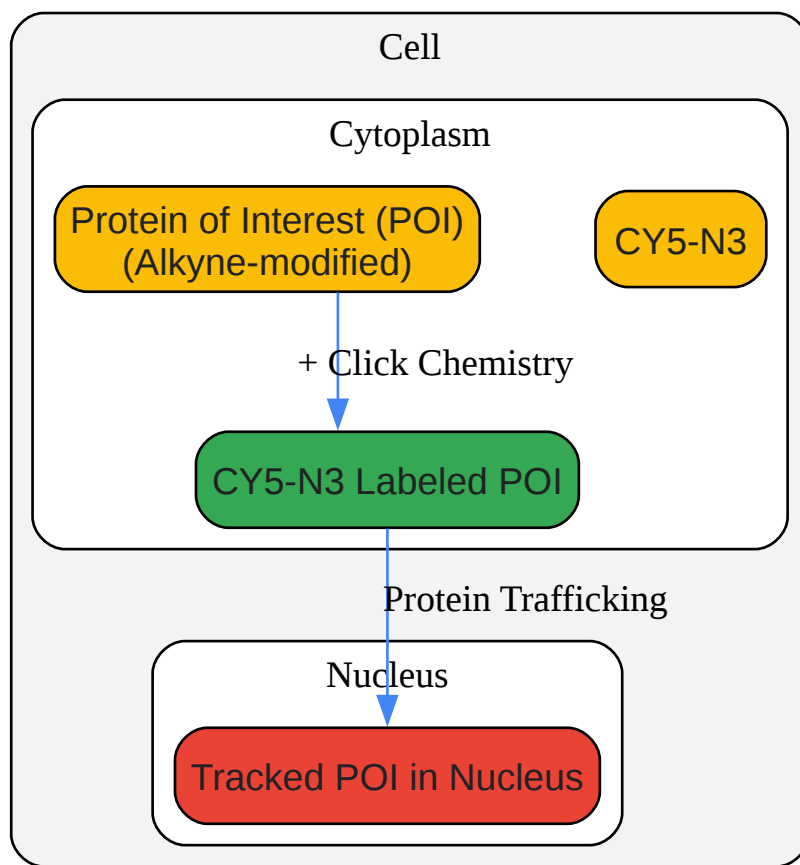 Cell
Cytoplasm
Protein of Interest (POI)
(Alkyne-modified)
CY5-N3
+ Click Chemistry
CY5-N3 Labeled POI
Protein Trafficking
Nucleus
Tracked POI in Nucleus